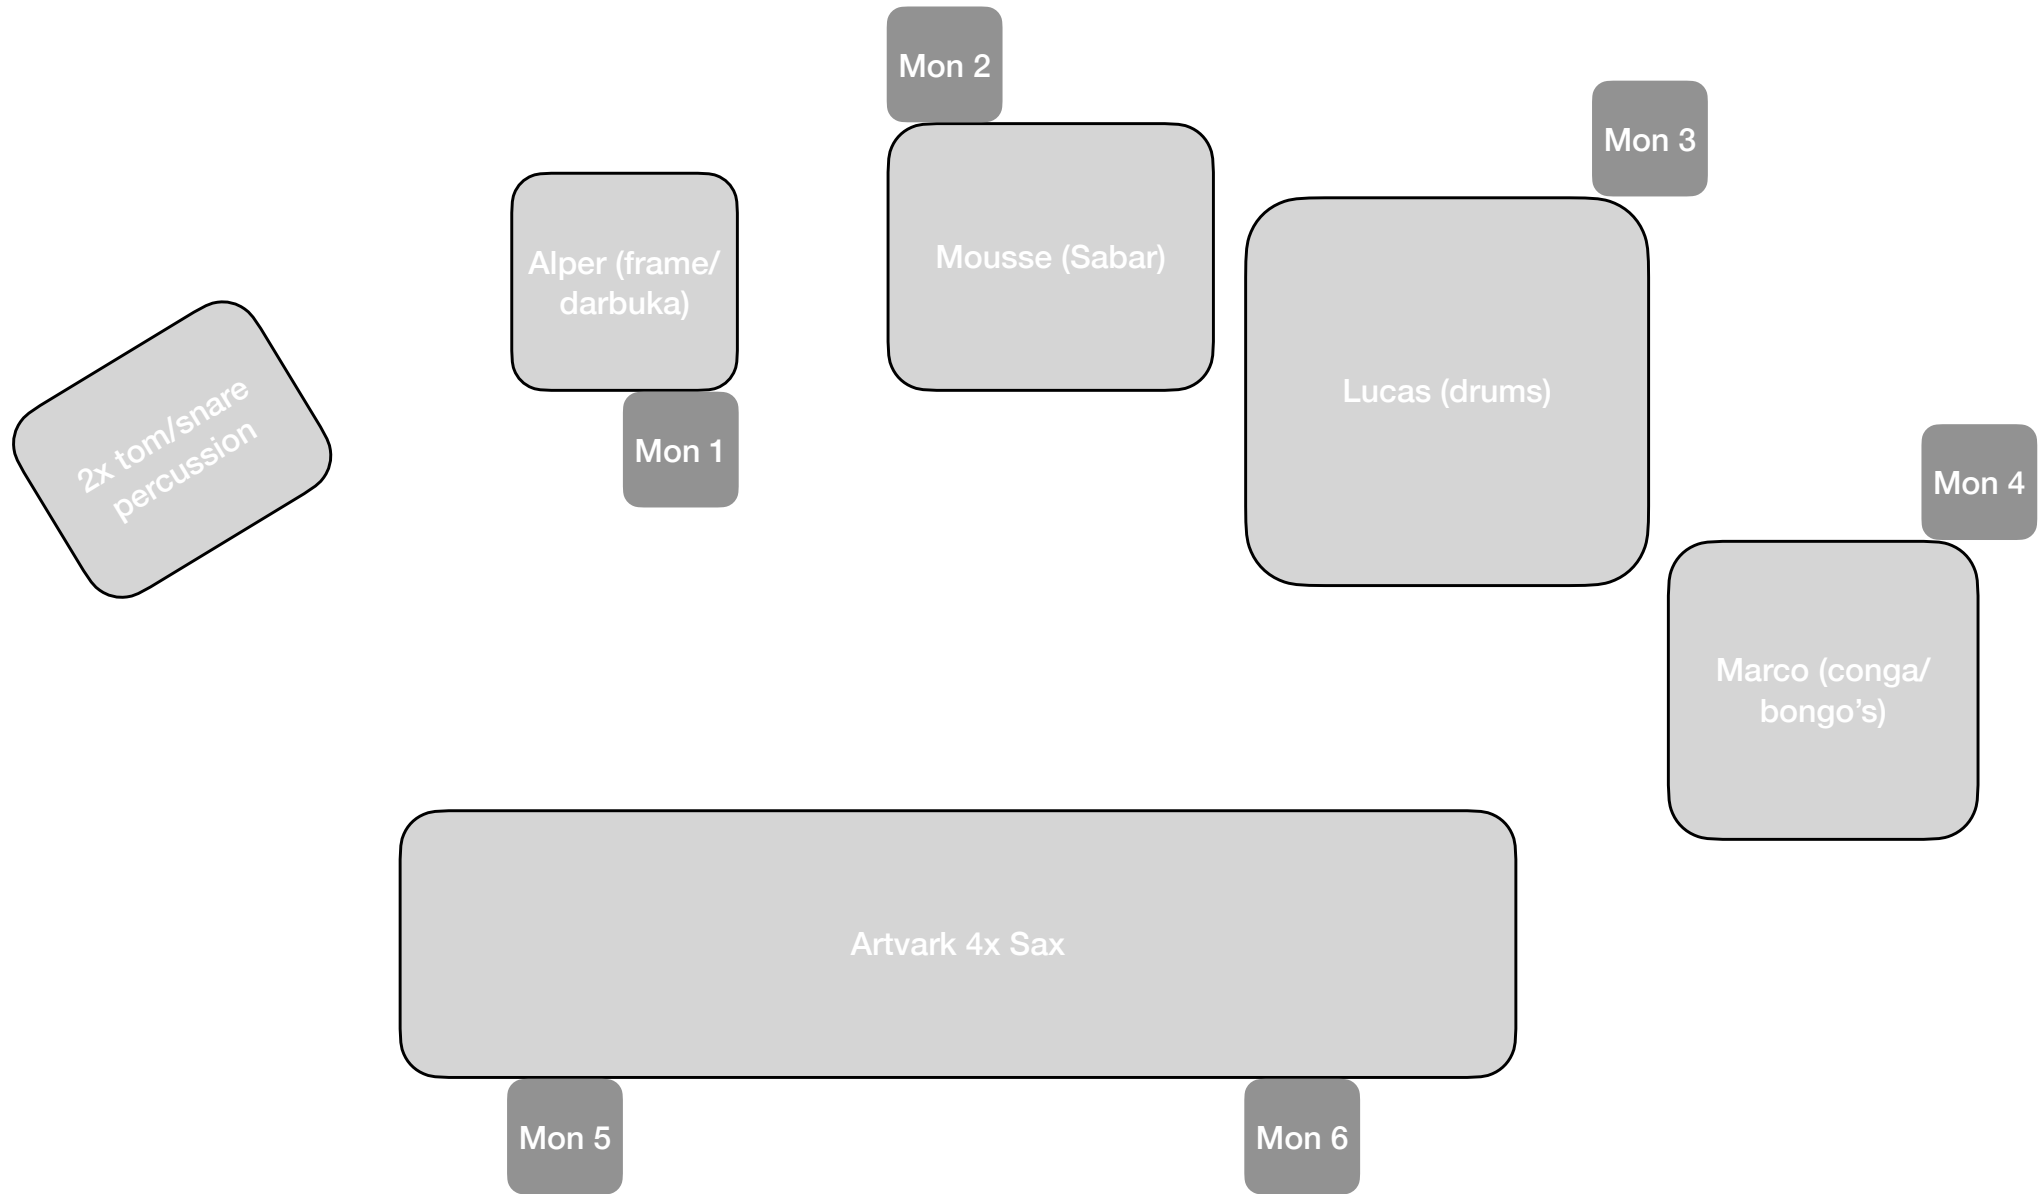 Mon 2
Mon 3
Alper (frame/
darbuka)
Mousse (Sabar)
Lucas (drums)
2x tom/snare
percussion
Mon 1
Mon 4
Marco (conga/
bongo’s)
Artvark 4x Sax
Mon 5
Mon 6